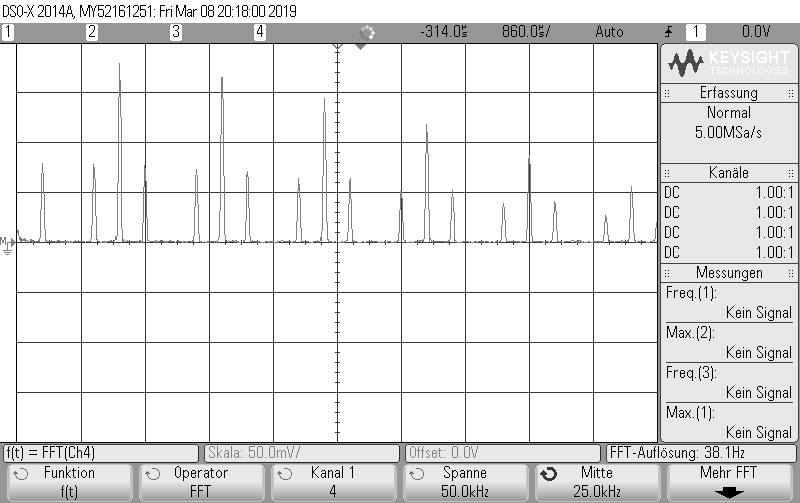 DSO-X 2014A, MY52161251: Fri Mar 08 20:18:00 2019
1 2 3 4 -314.0µs 860.0µs/ Auto 1 0.0V
KEYSIGHT
TECHNOLOGIES
Erfassung
Normal
5.00MSa/s
Kanäle
DC 1.00:1
DC 1.00:1
DC 1.00:1
DC 1.00:1
Messungen
Freq.(1):
Kein Signal
Max.(2):
Kein Signal
Freq.(3):
Kein Signal
Max.(1):
Kein Signal
M
f(t) = FFT(Ch4) Skala: 50.0mV/ Offset: 0.0V FFT-Auflösung: 38.1Hz
Funktion Operator Kanal 1 Spanne Mitte Mehr FFT
f(t) FFT 4 50.0kHz 25.0kHz